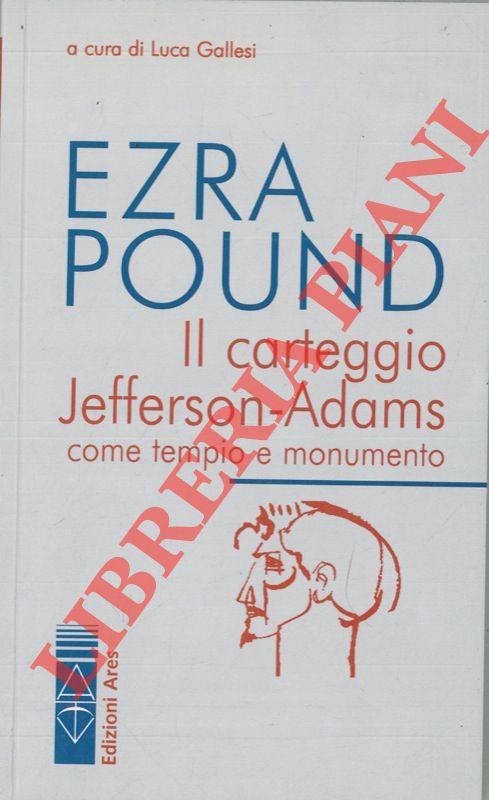 a cura di Luca Gallesi
EZRA
POUND
Il carteggio
Jefferson-Adams
come tempio e monumento
Edizioni Ares
LIBRERIA PIANI